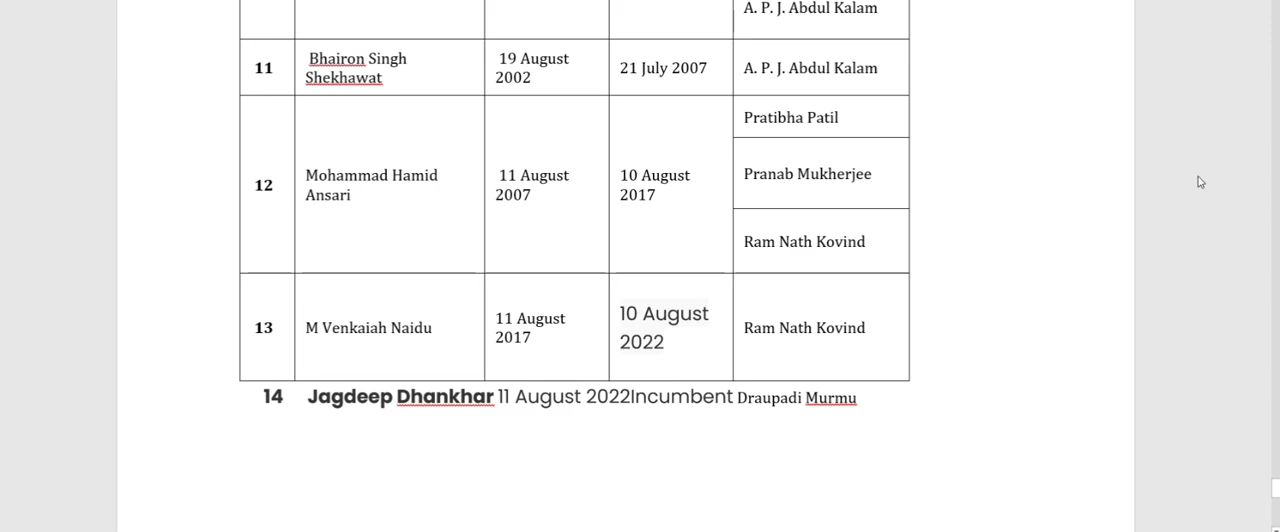 A. P. J. Abdul Kalam
11
Bhairon Singh
Shekhawat
19 August
2002
21 July 2007
A. P. J. Abdul Kalam
12
Mohammad Hamid
Ansari
11 August
2007
10 August
2017
Pratibha Patil
Pranab Mukherjee
Ram Nath Kovind
13
M Venkaiah Naidu
11 August
2017
10 August
2022
Ram Nath Kovind
14 Jagdeep Dhankhar 11 August 2022Incumbent Draupadi Murmu